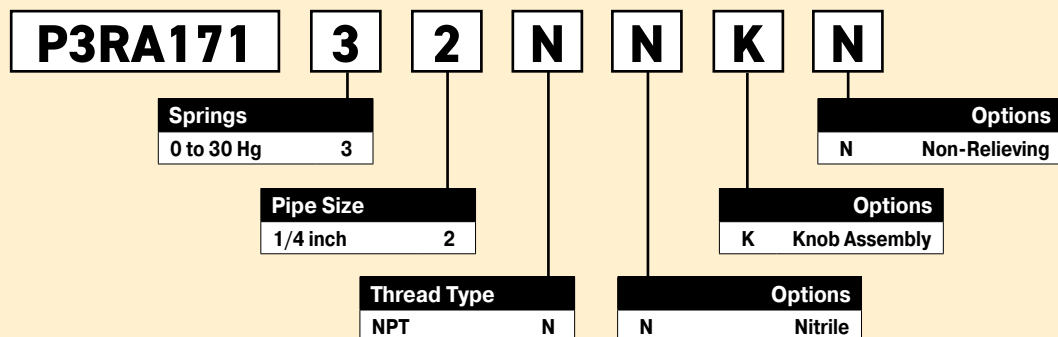 P3RA171 3 2 N N K N
Springs
0 to 30 Hg 3
Options
N Non-Relieving
Pipe Size
1/4 inch 2
Options
K Knob Assembly
Thread Type
NPT N
Options
N Nitrile